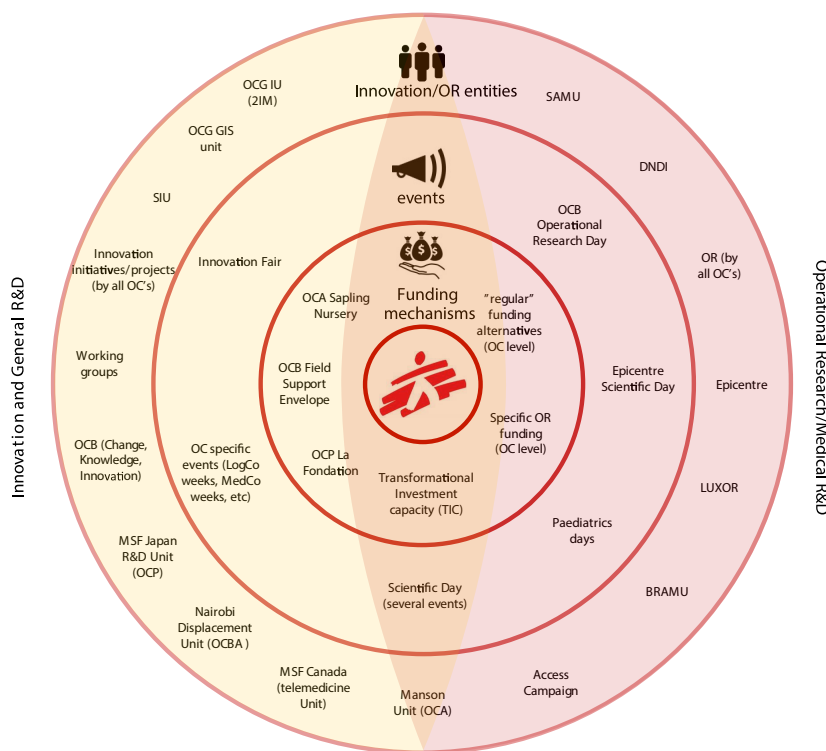 Innovation/OR entities
OCG IU
(2IM)
OCG GIS
unit
SIU
Innovation
Initiatives/projects
(by all OC's)
Working
groups
OCB (Change,
Knowledge,
Innovation)
MSF Japan
R&D Unit
(OCP)
Nairobi
Displacement
Unit (OCBA )
MSF Canada
(telemedicine
Unit)
Manson
Unit (OCA)
SAMU
DNDI
OR (by
all OC's)
Epicentre
LUXOR
BRAMU
Access
Campaign
events
Innovation Fair
OC specific
events (LogCo
weeks, MedCo
weeks, etc)
Scientific Day
(several events)
OCB
Operational
Research Day
Epicentre
Scientific Day
Paediatrics
days
Funding
mechanisms
OCA Sapling
Nursery
OCB Field
Support
Envelope
OCP La
Fondation
Transformational
Investment
capacity (TIC)
"regular"
funding
alternatives
(OC level)
Specific OR
funding
(OC level)
Innovation and General R&D
Operational Research/Medical R&D